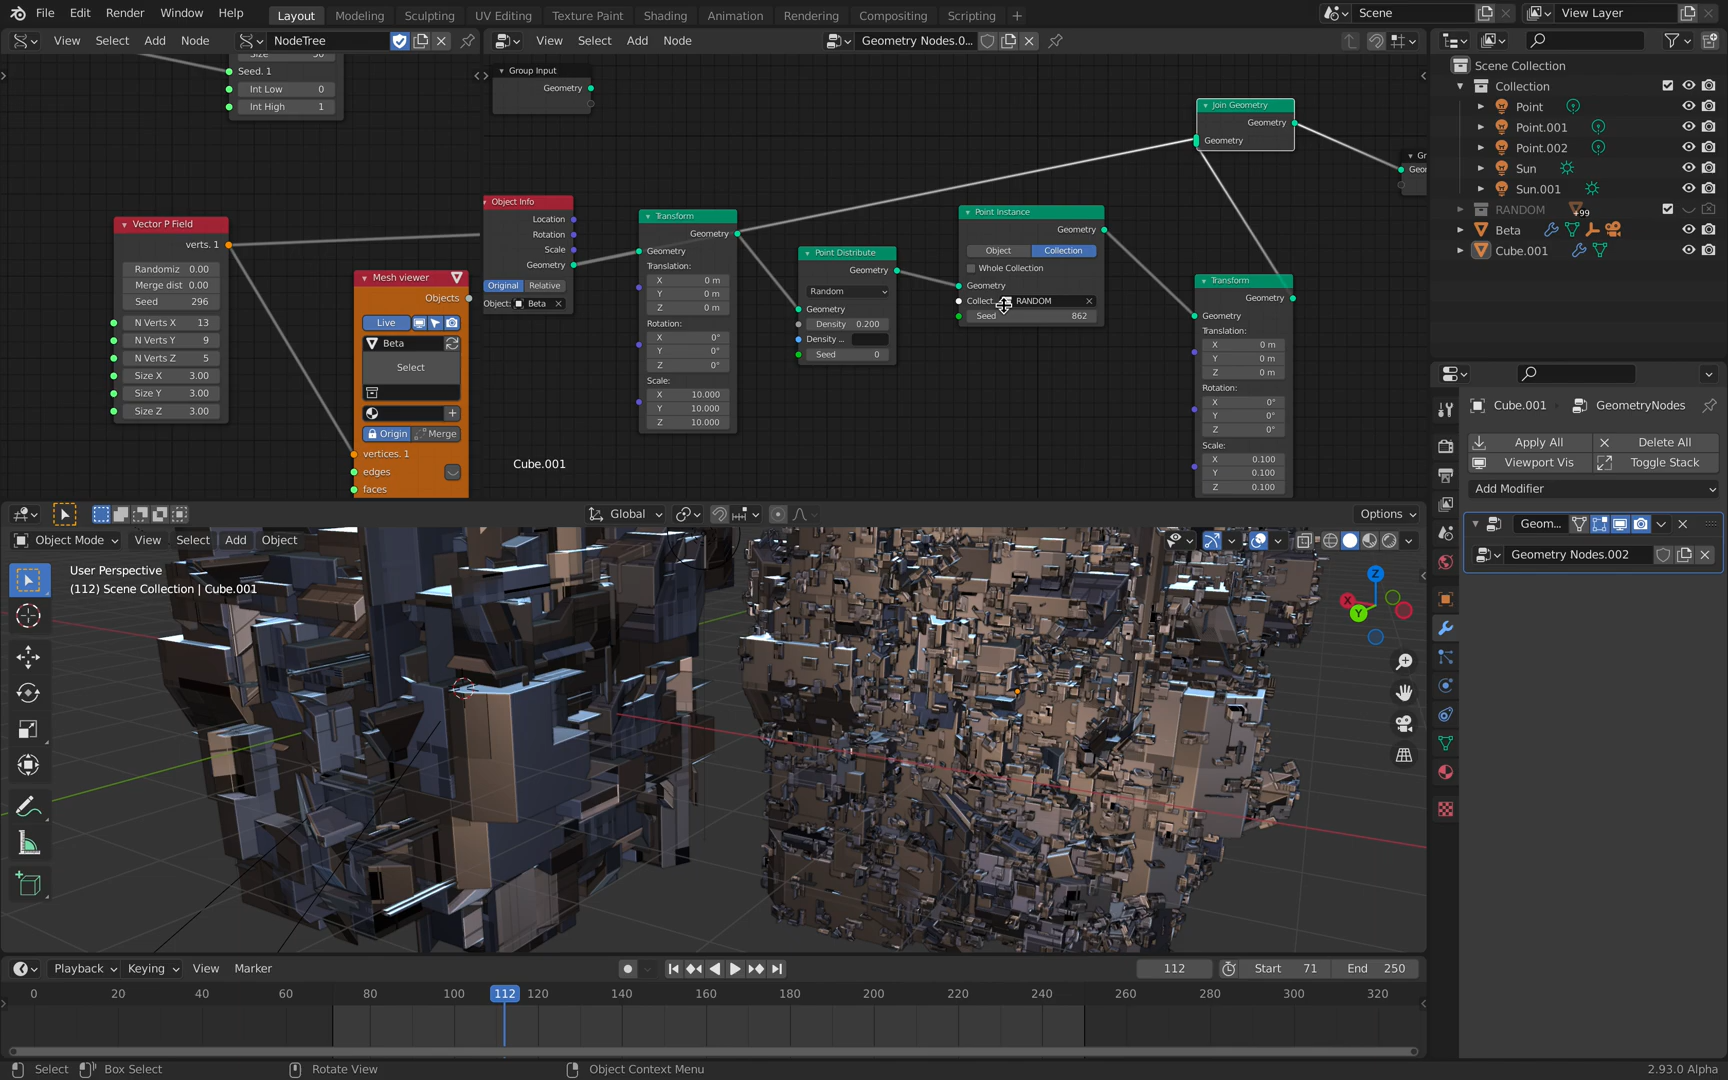 File Edit Render Window Help Layout Modeling Sculpting UV Editing Texture Paint Shading Animation Rendering Compositing Scripting + Scene View Layer
View Select Add Node NodeTree
View Select Add Node Geometry Nodes.0...
Seed. 1
Int Low 0
Int High 1
Group Input
Geometry
Vector P Field
verts. 1
Randomiz 0.00
Merge dist 0.00
Seed 296
N Verts X 13
N Verts Y 9
N Verts Z 5
Size X 3.00
Size Y 3.00
Size Z 3.00
Mesh viewer
Objects
Live
Beta
Select
Origin Merge
vertices. 1
edges
faces
Object Info
Location
Rotation
Scale
Geometry
Original Relative
Object: Beta
Transform
Geometry
Geometry
Translation:
X 0 m
Y 0 m
Z 0 m
Rotation:
X 0°
Y 0°
Z 0°
Scale:
X 10.000
Y 10.000
Z 10.000
Point Distribute
Geometry
Random
Geometry
Density 0.200
Density ...
Seed 0
Point Instance
Geometry
Object Collection
Whole Collection
Geometry
Collect RANDOM
Seed 862
Join Geometry
Geometry
Geometry
Gr
Geor
Transform
Geometry
Geometry
Translation:
X 0 m
Y 0 m
Z 0 m
Rotation:
X 0°
Y 0°
Z 0°
Scale:
X 0.100
Y 0.100
Z 0.100
Cube.001
Scene Collection
Collection
Point
Point.001
Point.002
Sun
Sun.001
RANDOM +99
Beta
Cube.001
Cube.001 GeometryNodes
Apply All Delete All
Viewport Vis Toggle Stack
Add Modifier
Geom...
Geometry Nodes.002
Global Options
Object Mode View Select Add Object
User Perspective
(112) Scene Collection | Cube.001
Z
X
Y
Playback Keying View Marker 112 Start 71 End 250
0 20 40 60 80 100 112 120 140 160 180 200 220 240 260 280 300 320
Select Box Select Rotate View Object Context Menu 2.93.0 Alpha